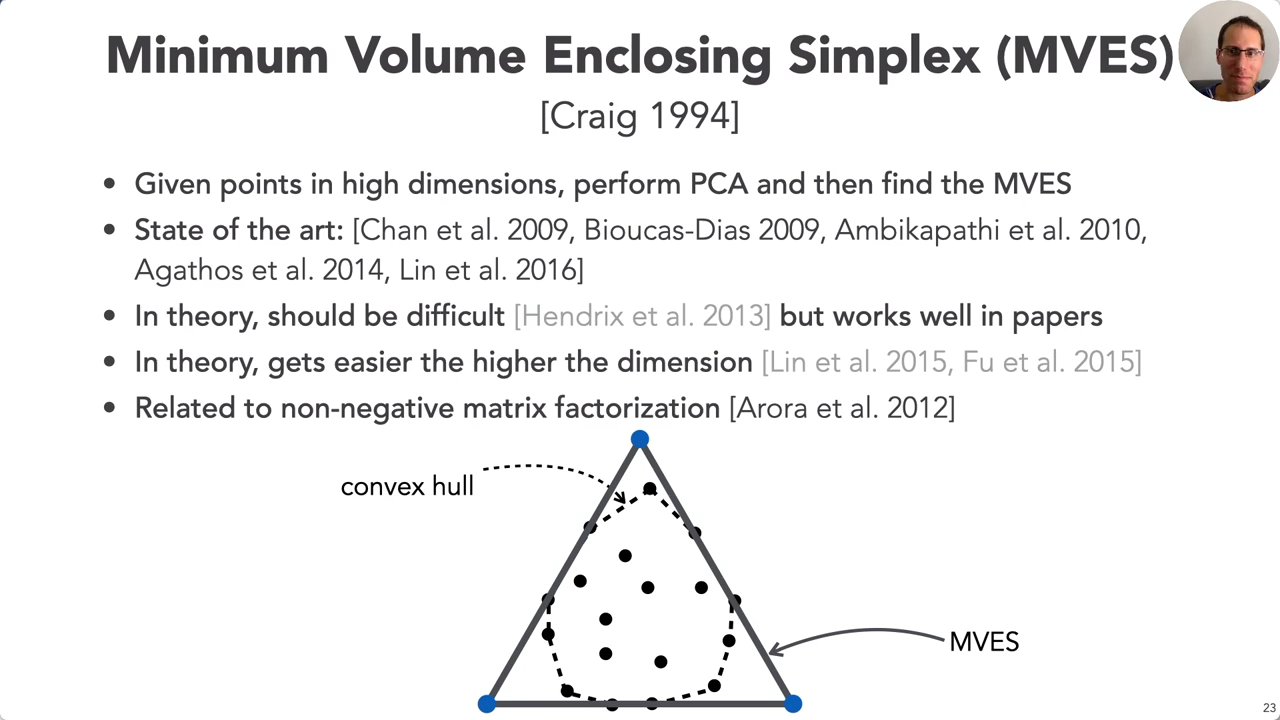 Minimum Volume Enclosing Simplex (MVES)
[Craig 1994]
• Given points in high dimensions, perform PCA and then find the MVES
• State of the art: [Chan et al. 2009, Bioucas-Dias 2009, Ambikapathi et al. 2010,
Agathos et al. 2014, Lin et al. 2016]
• In theory, should be difficult [Hendrix et al. 2013] but works well in papers
• In theory, gets easier the higher the dimension [Lin et al. 2015, Fu et al. 2015]
• Related to non-negative matrix factorization [Arora et al. 2012]
convex hull
MVES
23